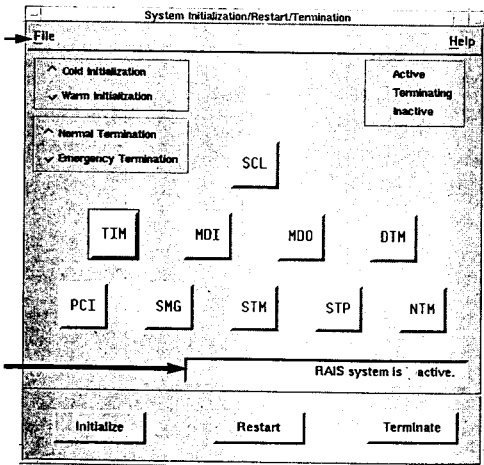 System Initialization/Restart/Termination
File Help
Cold Initialization
Warm Initialization
Active
Terminating
Inactive
Normal Termination
Emergency Termination
SCL
TIM MDI MDO DTM
PCI SMG STM STP NTM
RAIS system is active.
Initialize Restart Terminate